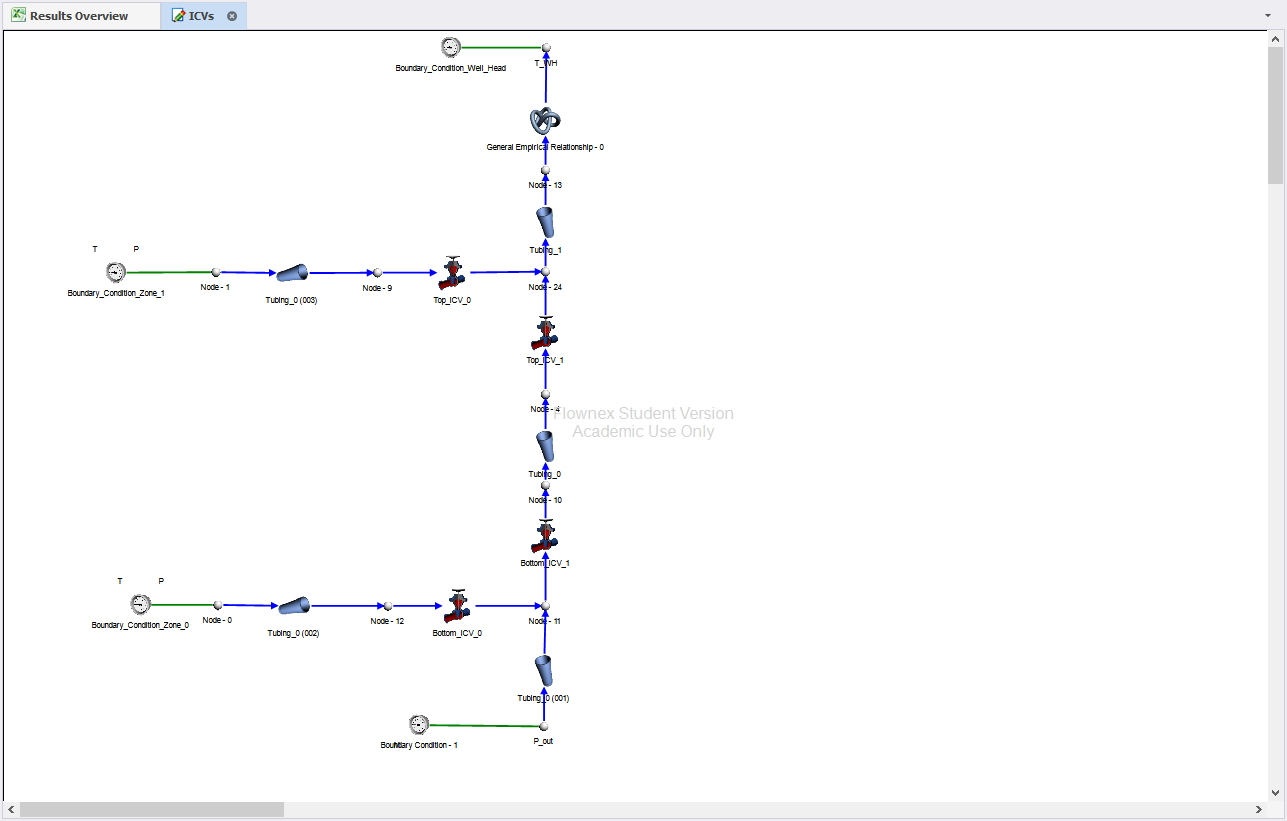 Results Overview
ICVs
Boundary_Condition_Well_Head
T_WH
General Empirical Relationship - 0
Node - 13
Tubing_1
T P
Boundary_Condition_Zone_1
Node - 1
Tubing_0 (003)
Node - 9
Top_ICV_0
Node - 24
Top_ICV_1
Node - 4
Flownex Student Version
Academic Use Only
Tubing_0
Node - 10
Bottom_ICV_1
T P
Boundary_Condition_Zone_0
Node - 0
Tubing_0 (002)
Node - 12
Bottom_ICV_0
Node - 11
Tubing_0 (001)
Boundary Condition - 1
P_out